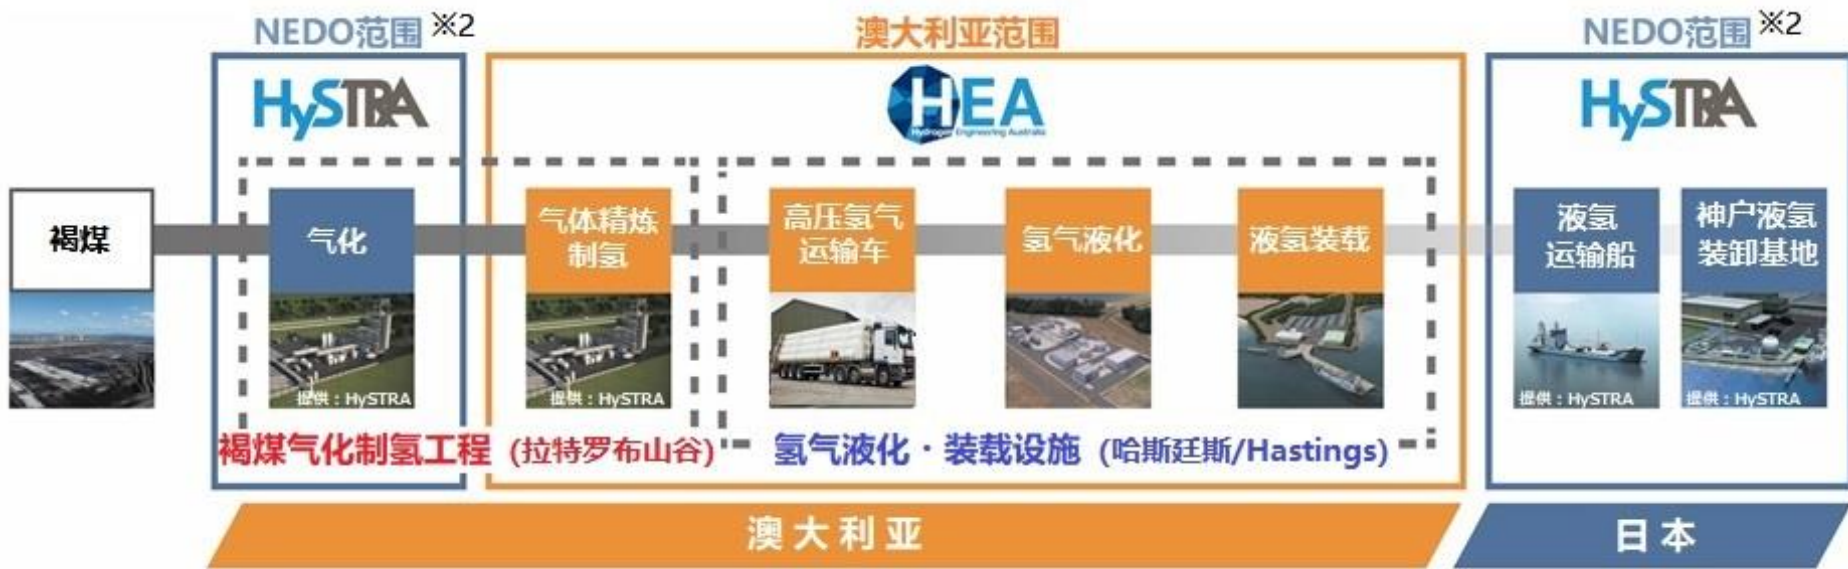 NEDO范围 ※2
澳大利亚范围
NEDO范围 ※2
HySTRA
HEA
Hydrogen Engineering Australia
HySTRA
褐煤
气化
气体精炼
制氢
高压氢气
运输车
氢气液化
液氢装载
液氢
运输船
神户液氢
装卸基地
提供：HySTRA
提供：HySTRA
提供：HySTRA
提供：HySTRA
褐煤气化制氢工程 (拉特罗布山谷)
氢气液化·装载设施 (哈斯廷斯/Hastings)
澳大利亚
日本